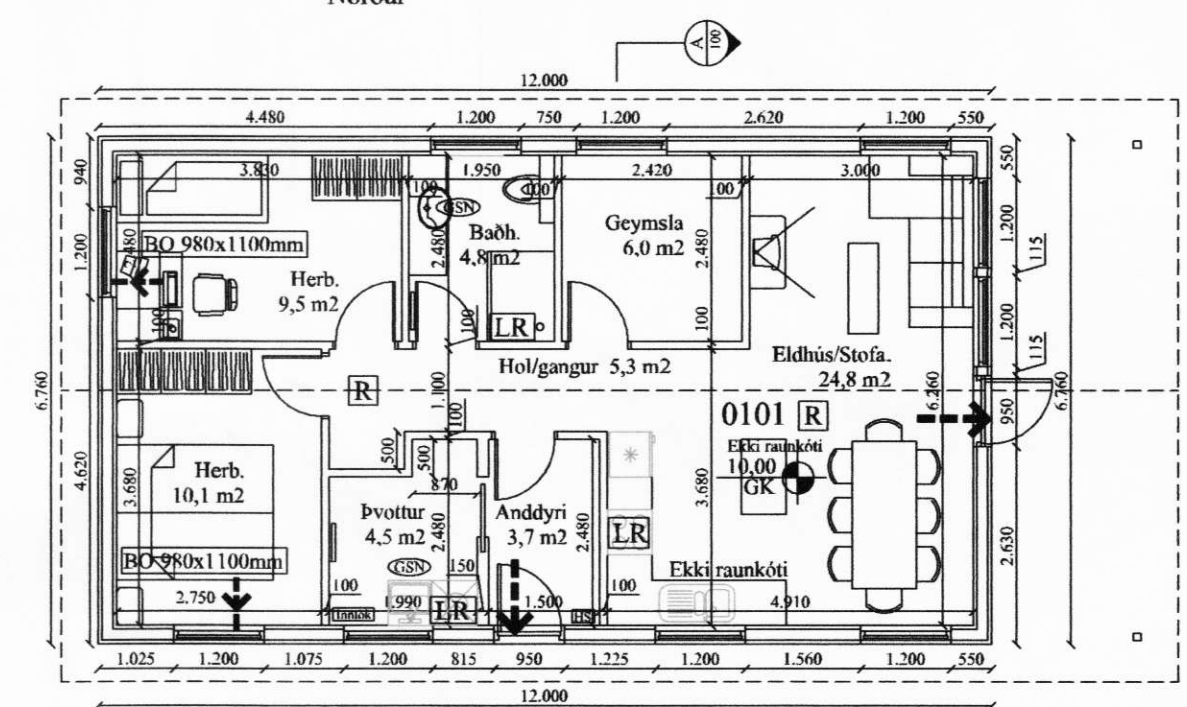 Norður
A
100
12.000
4.480 1.200 750 1.200 2.620 1.200 550
3.830 1.950 2.420 3.000
100 100 100
940
1.200
4.620
6.760
550
1.200
115
1.200
115
950
2.630
6.760
BO 980x1100mm
Herb.
9,5 m2
100
GSN
Baðh.
4,8 m2
2.480
LR
100
Geymsla
6,0 m2
2.480
100
Hol/gangur 5,3 m2
Eldhús/Stofa.
24,8 m2
6.260
R
1.100
100
0101 R
Ekki raunkóti
10,00
GK
500
500
870
Herb.
10,1 m2
3.680
Þvottur
4,5 m2
2.480
Anddyri
3,7 m2
2.480
3.680
LR
BO 980x1100mm
GSN
150
Ekki raunkóti
100
100
2.750
Inntök
1.990
LR
1.500
HS
4.910
1.025 1.200 1.075 1.200 815 950 1.225 1.200 1.560 1.200 550
12.000